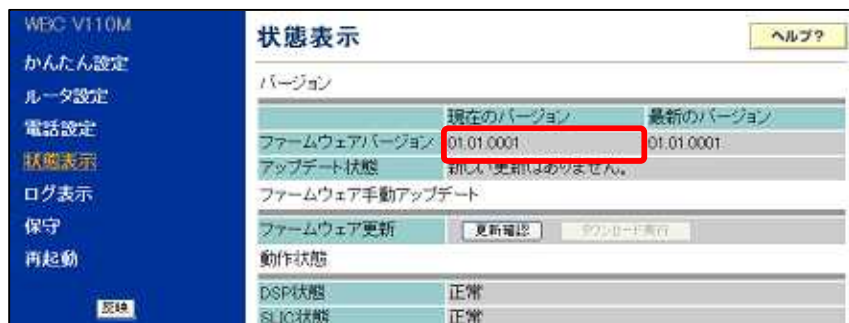 WBC V110M
かんたん設定
ルータ設定
電話設定
状態表示
ログ表示
保守
再起動
反映
状態表示
ヘルプ?
バージョン
現在のバージョン 最新のバージョン
ファームウェアバージョン 01.01.0001 01.01.0001
アップデート状態 新しい更新はありません。
ファームウェア手動アップデート
ファームウェア更新 更新確認 ダウンロード実行
動作状態
DSP状態 正常
SLIC状態 正常